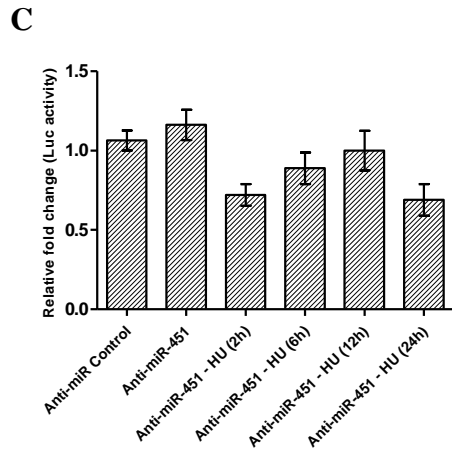 C
Relative fold change (Luc activity)
1.5
1.0
0.5
0.0
Anti-miR Control
Anti-miR-451
Anti-miR-451 - HU (2h)
Anti-miR-451 - HU (6h)
Anti-miR-451 - HU (12h)
Anti-miR-451 - HU (24h)